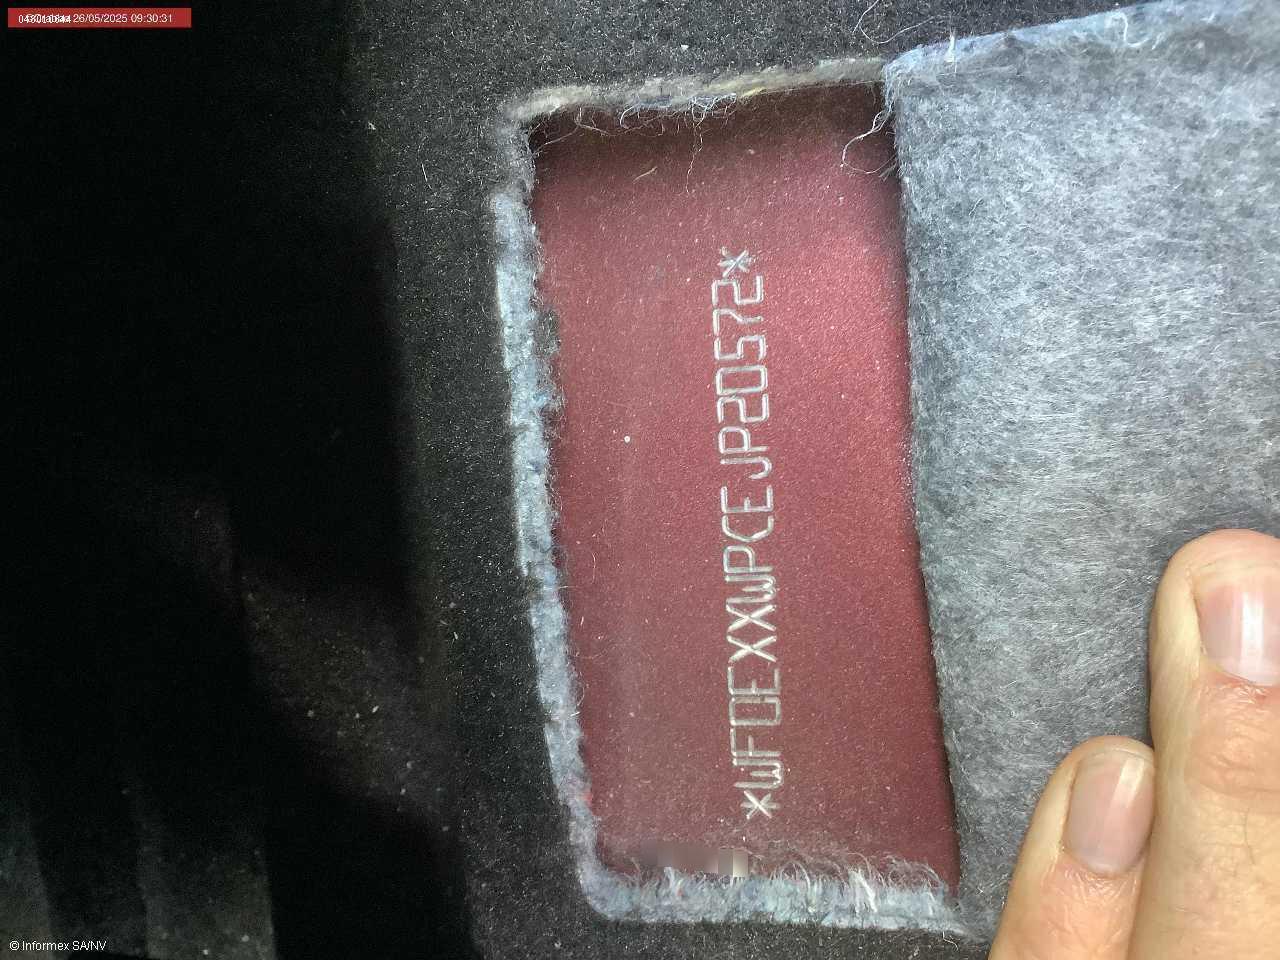 26/05/2025 09:30:31
*WF0EXXWPCEJP20572*
© Informex SA/NV